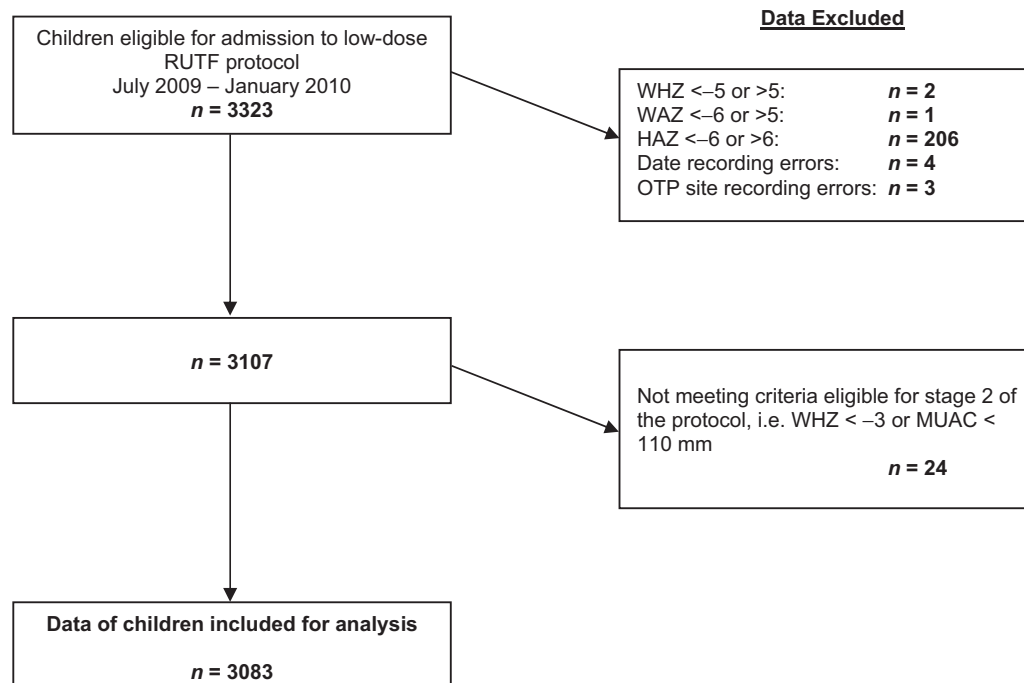 Children eligible for admission to low-dose
RUTF protocol
July 2009 – January 2010
n = 3323
Data Excluded
WHZ <–5 or >5: n = 2
WAZ <–6 or >5: n = 1
HAZ <–6 or >6: n = 206
Date recording errors: n = 4
OTP site recording errors: n = 3
n = 3107
Not meeting criteria eligible for stage 2 of
the protocol, i.e. WHZ < –3 or MUAC <
110 mm
n = 24
Data of children included for analysis
n = 3083